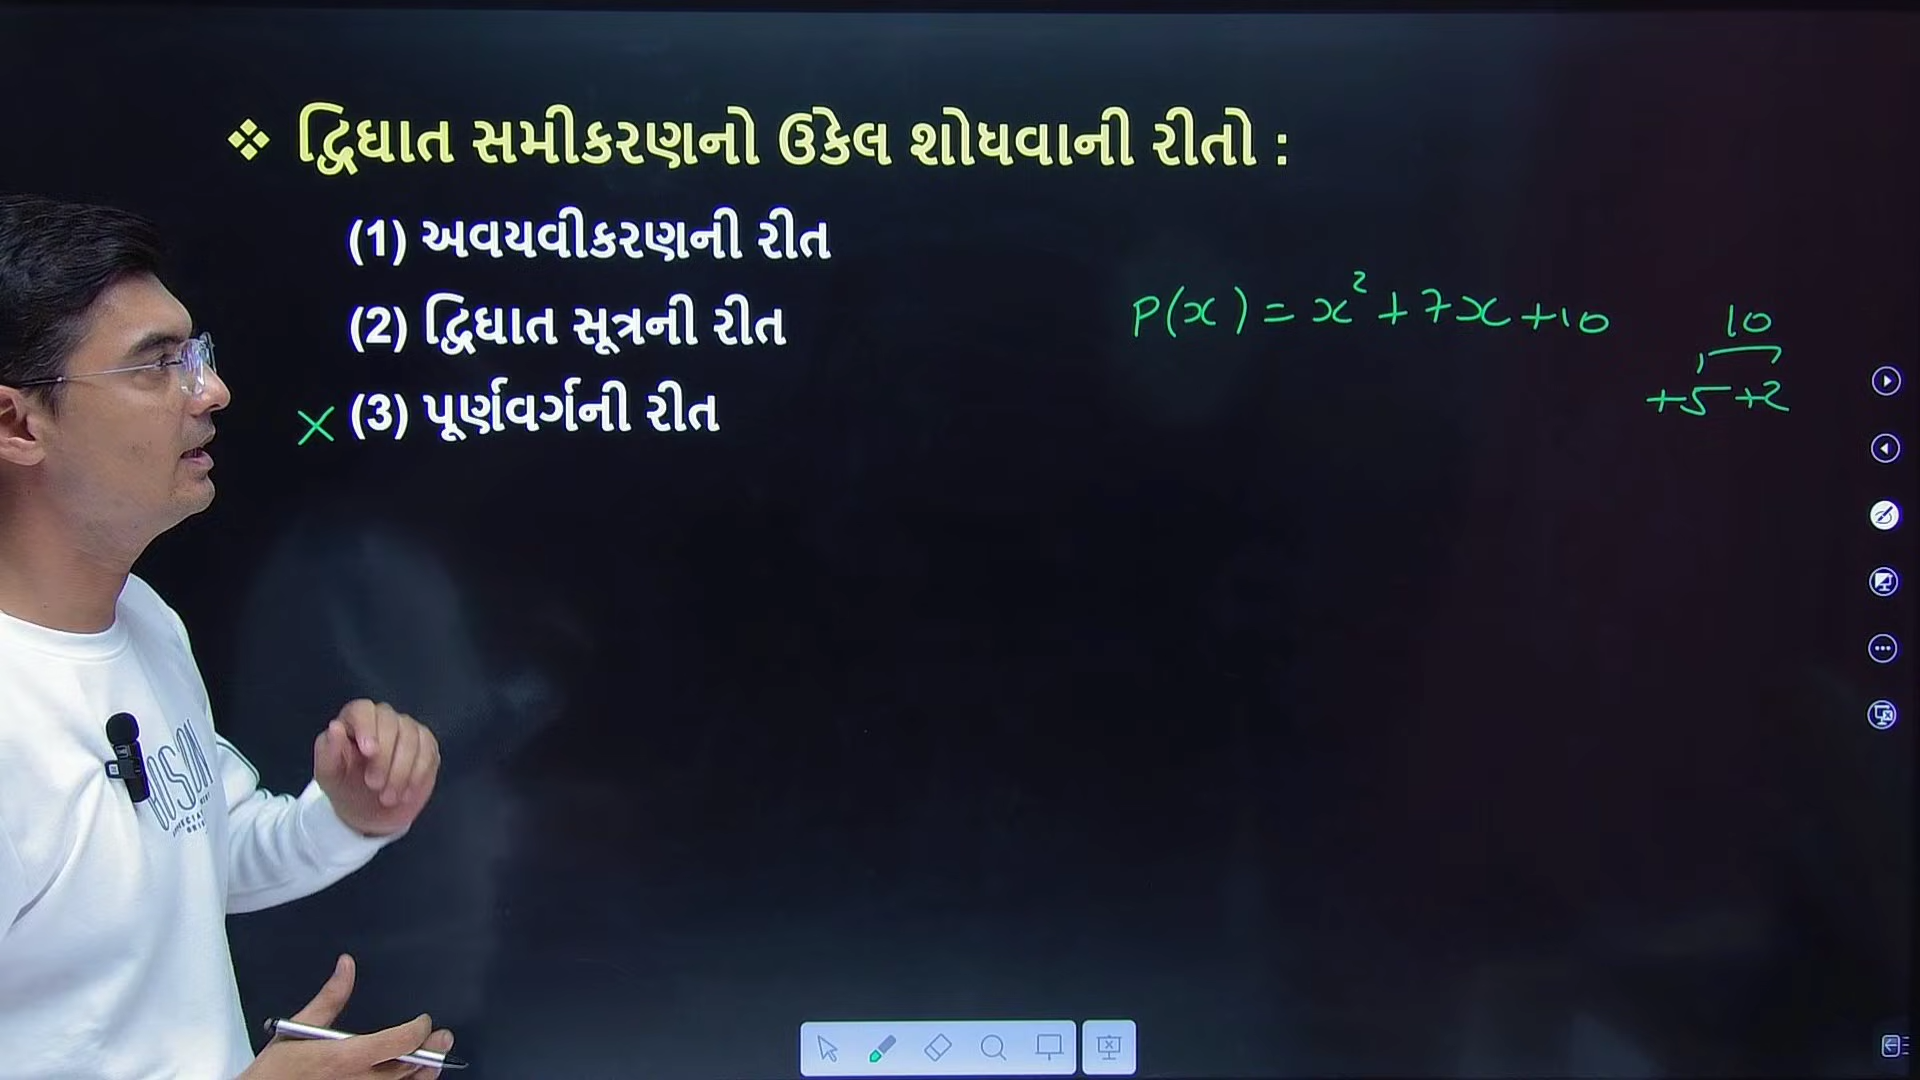 ❖ દ્વિઘાત સમીકરણનો ઉકેલ શોધવાની રીતો :
(1) અવયવીકરણની રીત
(2) દ્વિઘાત સૂત્રની રીત
× (3) પૂર્ણવર્ગની રીત
P(x) = x² + 7x + 10
10
+5 +2